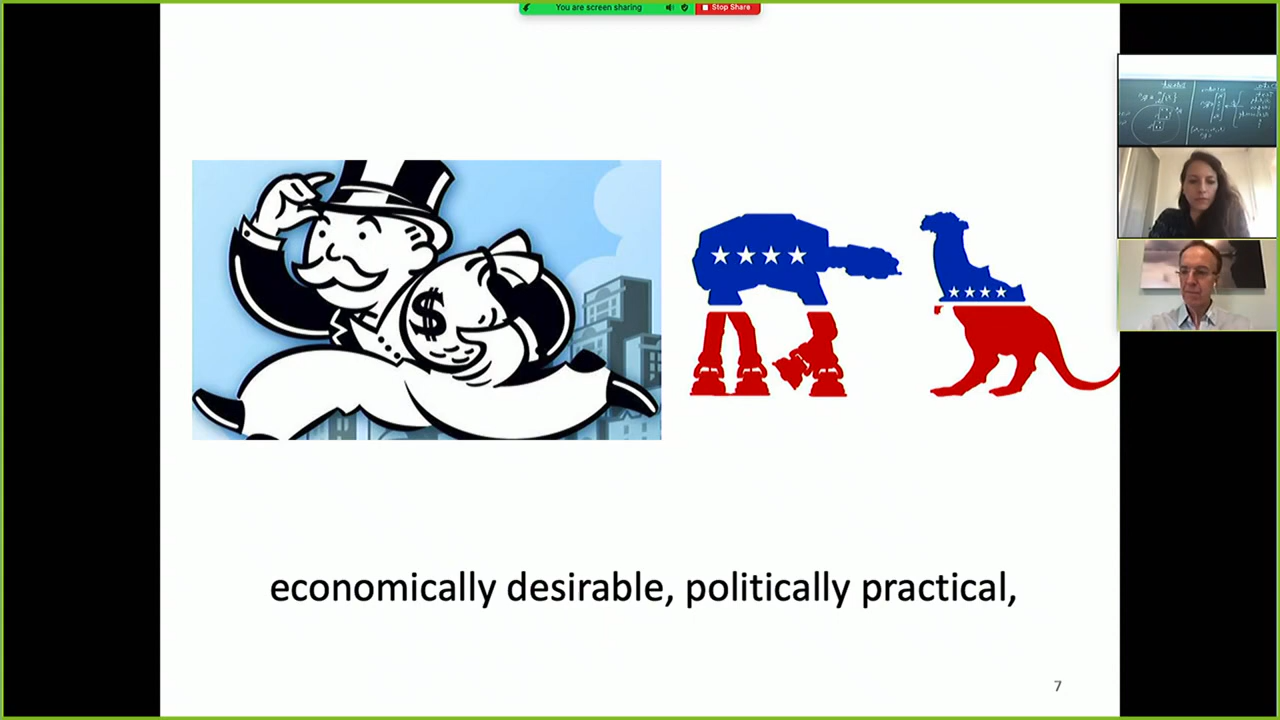 You are screen sharing
Stop Share
$
economically desirable, politically practical,
7